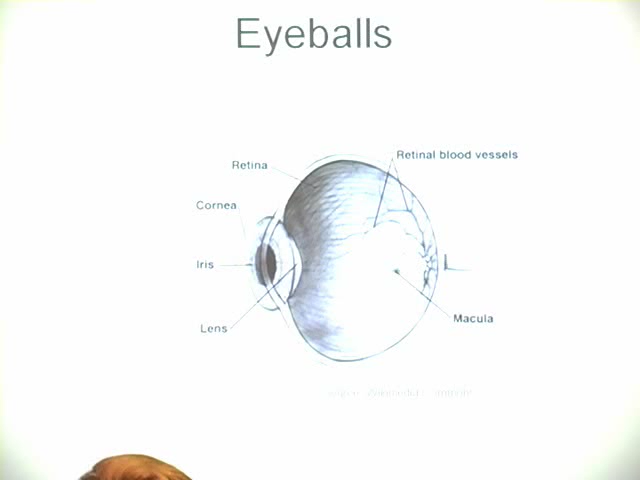 Eyeballs
Retinal blood vessels
Retina
Cornea
Iris
Macula
Lens